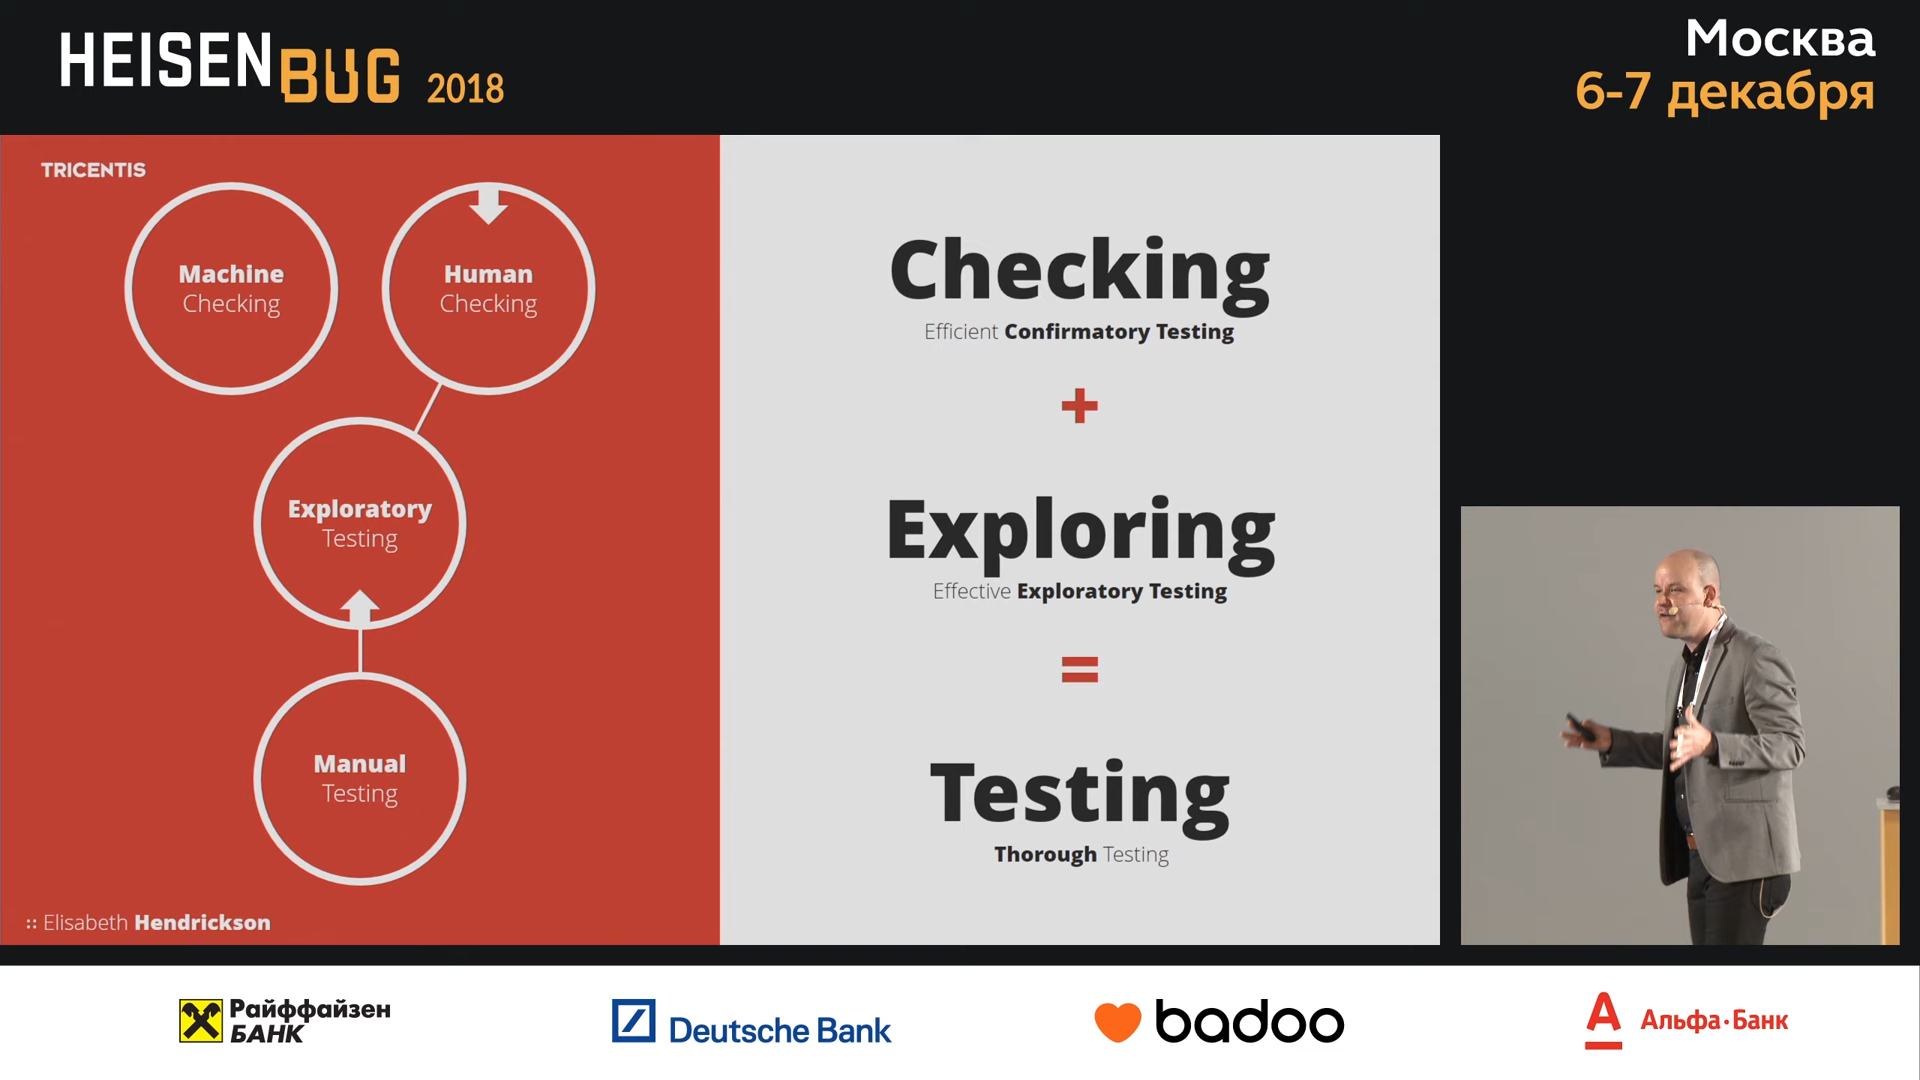 HEISENBUG 2018
Москва
6-7 декабря
TRICENTIS
Machine
Checking
Human
Checking
Exploratory
Testing
Manual
Testing
:: Elisabeth Hendrickson
Checking
Efficient Confirmatory Testing
+
Exploring
Effective Exploratory Testing
=
Testing
Thorough Testing
Райффайзен
БАНК
Deutsche Bank
badoo
А Альфа·Банк